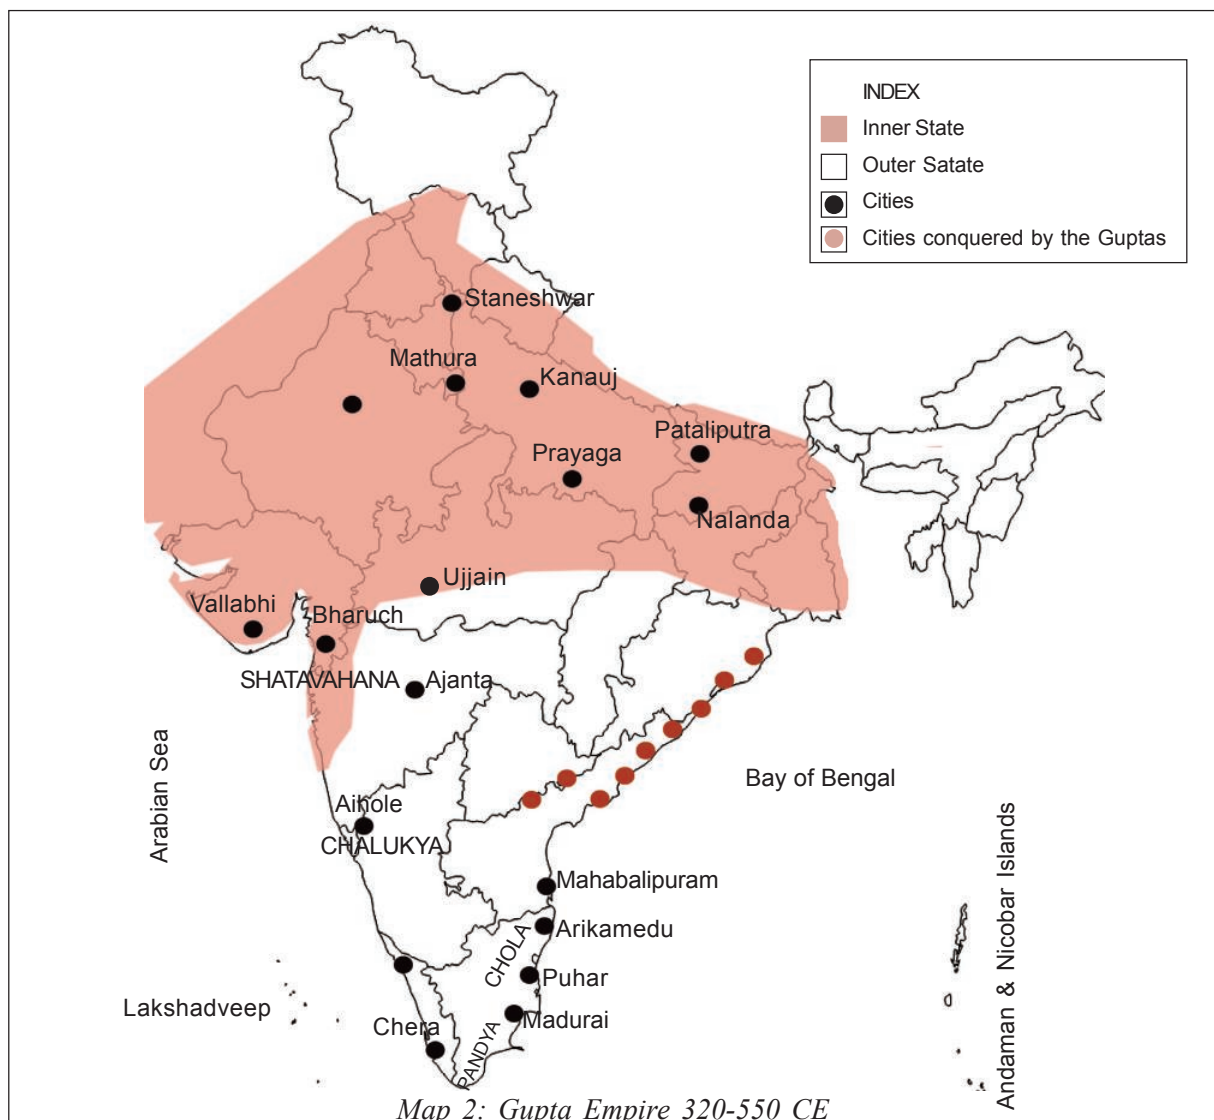 INDEX
Inner State
Outer Satate
Cities
Cities conquered by the Guptas
Staneshwar
Mathura
Kanauj
Pataliputra
Prayaga
Nalanda
Ujjain
Vallabhi
Bharuch
SHATAVAHANA
Ajanta
Arabian Sea
Bay of Bengal
Aihole
CHALUKYA
Mahabalipuram
Arikamedu
CHOLA
Puhar
Lakshadveep
Chera
Madurai
PANDYA
Andaman & Nicobar Islands
Map 2: Gupta Empire 320-550 CE